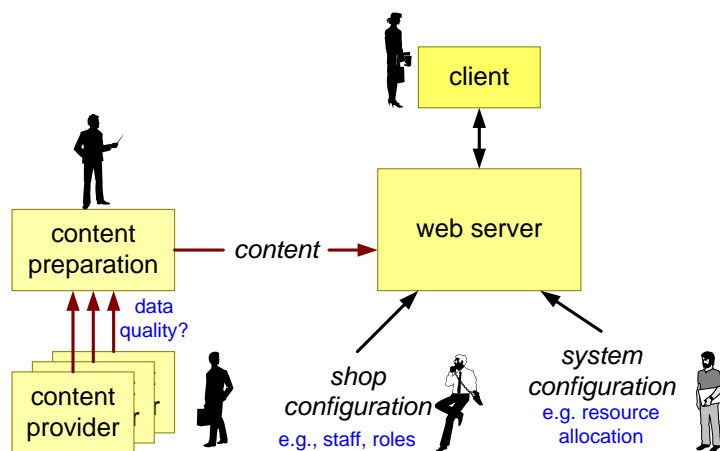 client
web server
content
preparation
content
data
quality?
content
provider
r
shop
configuration
e.g., staff, roles
system
configuration
e.g. resource
allocation